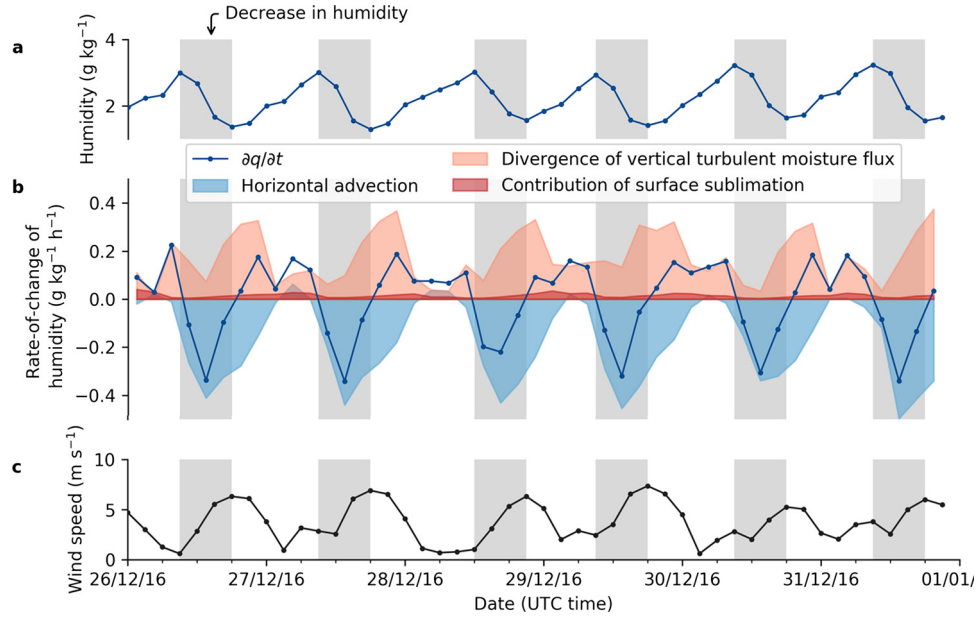 Decrease in humidity
a
Humidity (g kg⁻¹)
4
2
∂q/∂t
Horizontal advection
Divergence of vertical turbulent moisture flux
Contribution of surface sublimation
b
Rate-of-change of
humidity (g kg⁻¹ h⁻¹)
0.4
0.2
0.0
−0.2
−0.4
c
Wind speed (m s⁻¹)
10
5
0
26/12/16 27/12/16 28/12/16 29/12/16 30/12/16 31/12/16 01/01/
Date (UTC time)